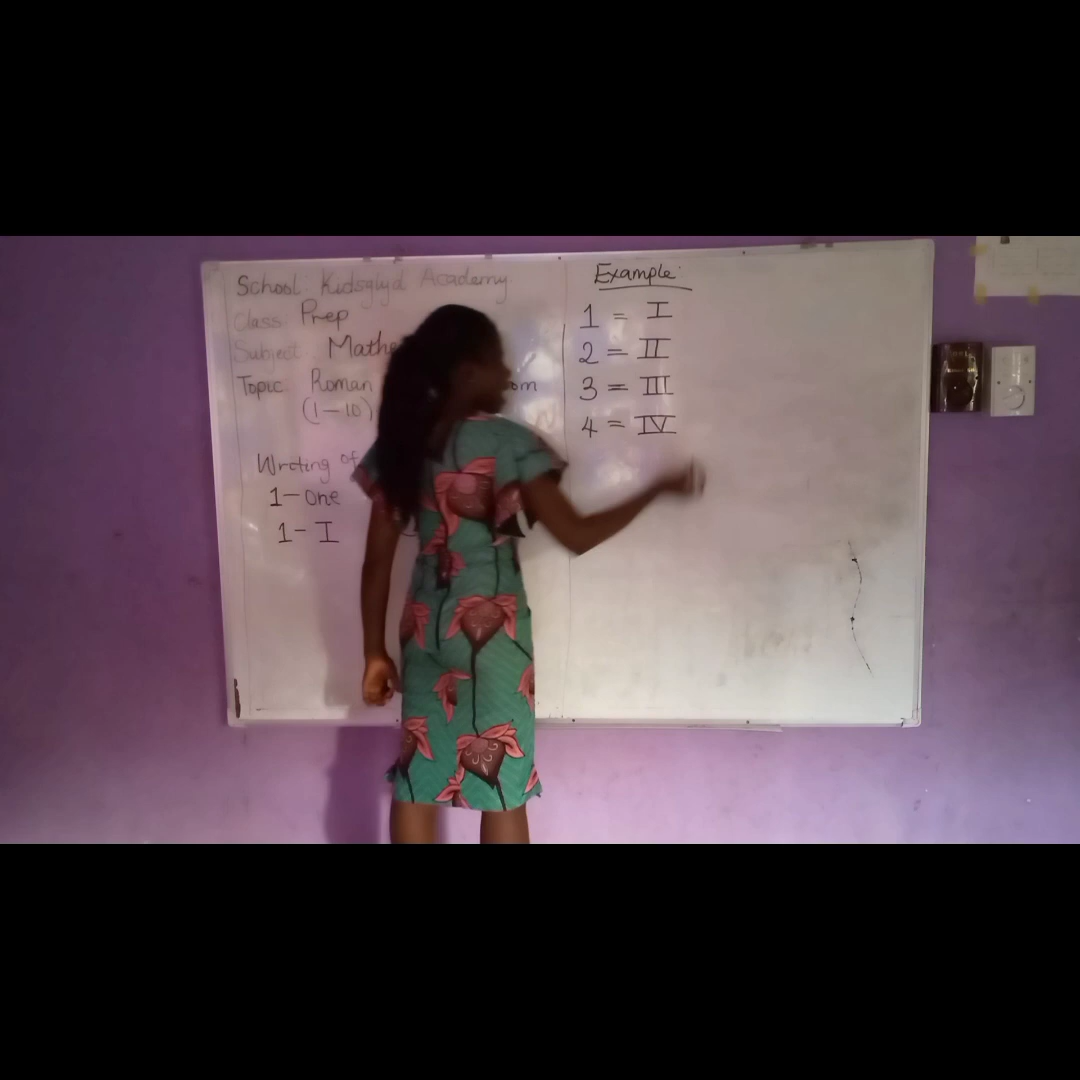 School: Kidsglyd Academy
Class: Prep
Subject: Mathe
Topic: Roman om
(1-10)
Writing of
1-One
1-I
Example:
1 = I
2 = II
3 = III
4 = IV